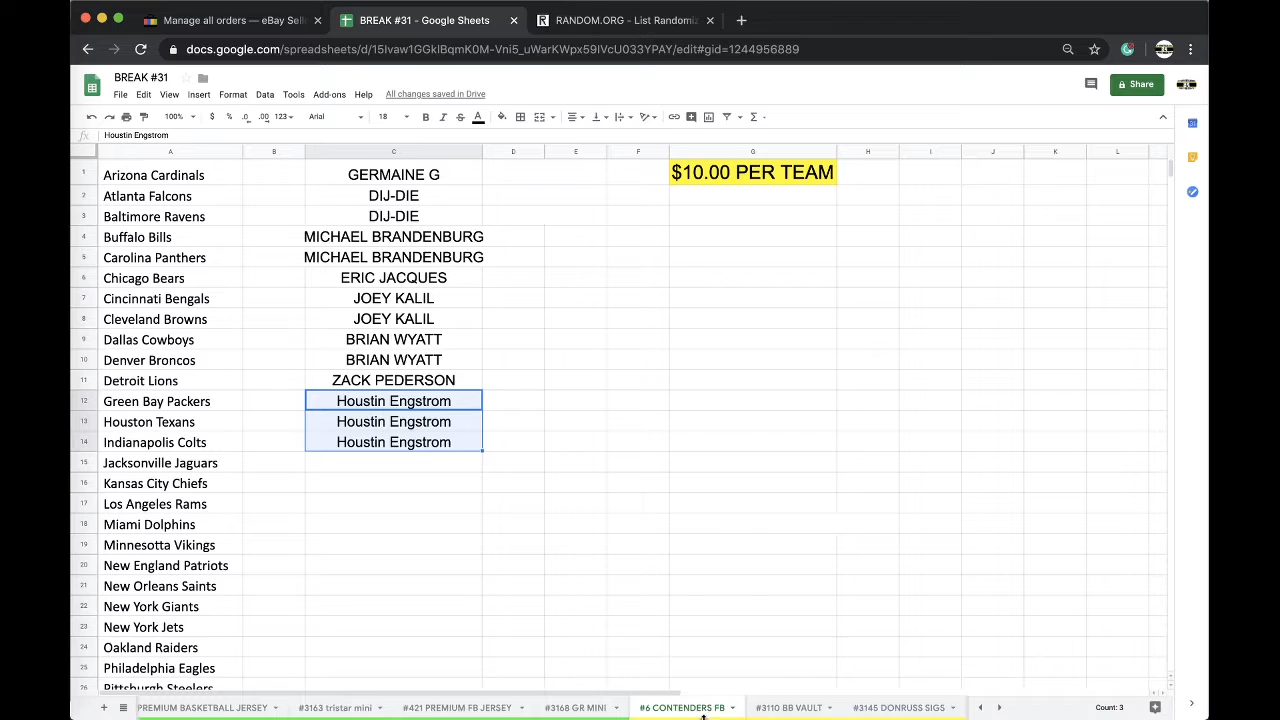 Manage all orders — eBay Sell
BREAK #31 - Google Sheets
RANDOM.ORG - List Randomiz
docs.google.com/spreadsheets/d/15Ivaw1GGkIBqmK0M-Vni5_uWarKWpx59IVcU033YPAY/edit#gid=1244956889
BREAK #31
File Edit View Insert Format Data Tools Add-ons Help All changes saved in Drive
Share
100% $ % .0 .00 123 Arial 18 B I S A
fx Houstin Engstrom
A B C D E F G H I J K L
1 Arizona Cardinals GERMAINE G $10.00 PER TEAM
2 Atlanta Falcons DIJ-DIE
3 Baltimore Ravens DIJ-DIE
4 Buffalo Bills MICHAEL BRANDENBURG
5 Carolina Panthers MICHAEL BRANDENBURG
6 Chicago Bears ERIC JACQUES
7 Cincinnati Bengals JOEY KALIL
8 Cleveland Browns JOEY KALIL
9 Dallas Cowboys BRIAN WYATT
10 Denver Broncos BRIAN WYATT
11 Detroit Lions ZACK PEDERSON
12 Green Bay Packers Houstin Engstrom
13 Houston Texans Houstin Engstrom
14 Indianapolis Colts Houstin Engstrom
15 Jacksonville Jaguars
16 Kansas City Chiefs
17 Los Angeles Rams
18 Miami Dolphins
19 Minnesotta Vikings
20 New England Patriots
21 New Orleans Saints
22 New York Giants
23 New York Jets
24 Oakland Raiders
25 Philadelphia Eagles
26 Pittsburgh Steelers
PREMIUM BASKETBALL JERSEY #3163 tristar mini #421 PREMIUM FB JERSEY #3168 GR MINI #6 CONTENDERS FB #3110 BB VAULT #3145 DONRUSS SIGS Count: 3